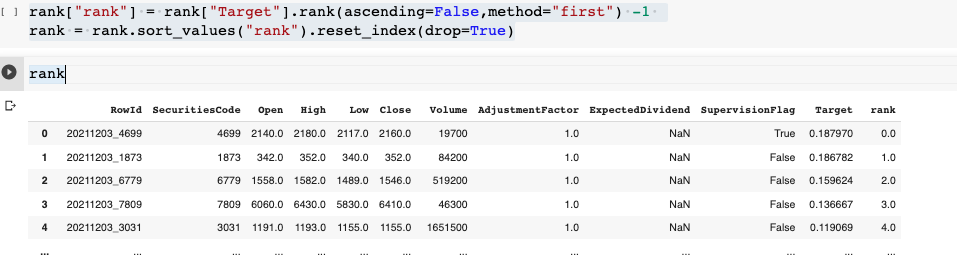 [ ] rank["rank"] = rank["Target"].rank(ascending=False,method="first") -1
rank = rank.sort_values("rank").reset_index(drop=True)
rank
RowId SecuritiesCode Open High Low Close Volume AdjustmentFactor ExpectedDividend SupervisionFlag Target rank
0 20211203_4699 4699 2140.0 2180.0 2117.0 2160.0 19700 1.0 NaN True 0.187970 0.0
1 20211203_1873 1873 342.0 352.0 340.0 352.0 84200 1.0 NaN False 0.186782 1.0
2 20211203_6779 6779 1558.0 1582.0 1489.0 1546.0 519200 1.0 NaN False 0.159624 2.0
3 20211203_7809 7809 6060.0 6430.0 5830.0 6410.0 46300 1.0 NaN False 0.136667 3.0
4 20211203_3031 3031 1191.0 1193.0 1155.0 1155.0 1651500 1.0 NaN False 0.119069 4.0
... ... ... ... ... ... ... ... ... ... ... ... ...